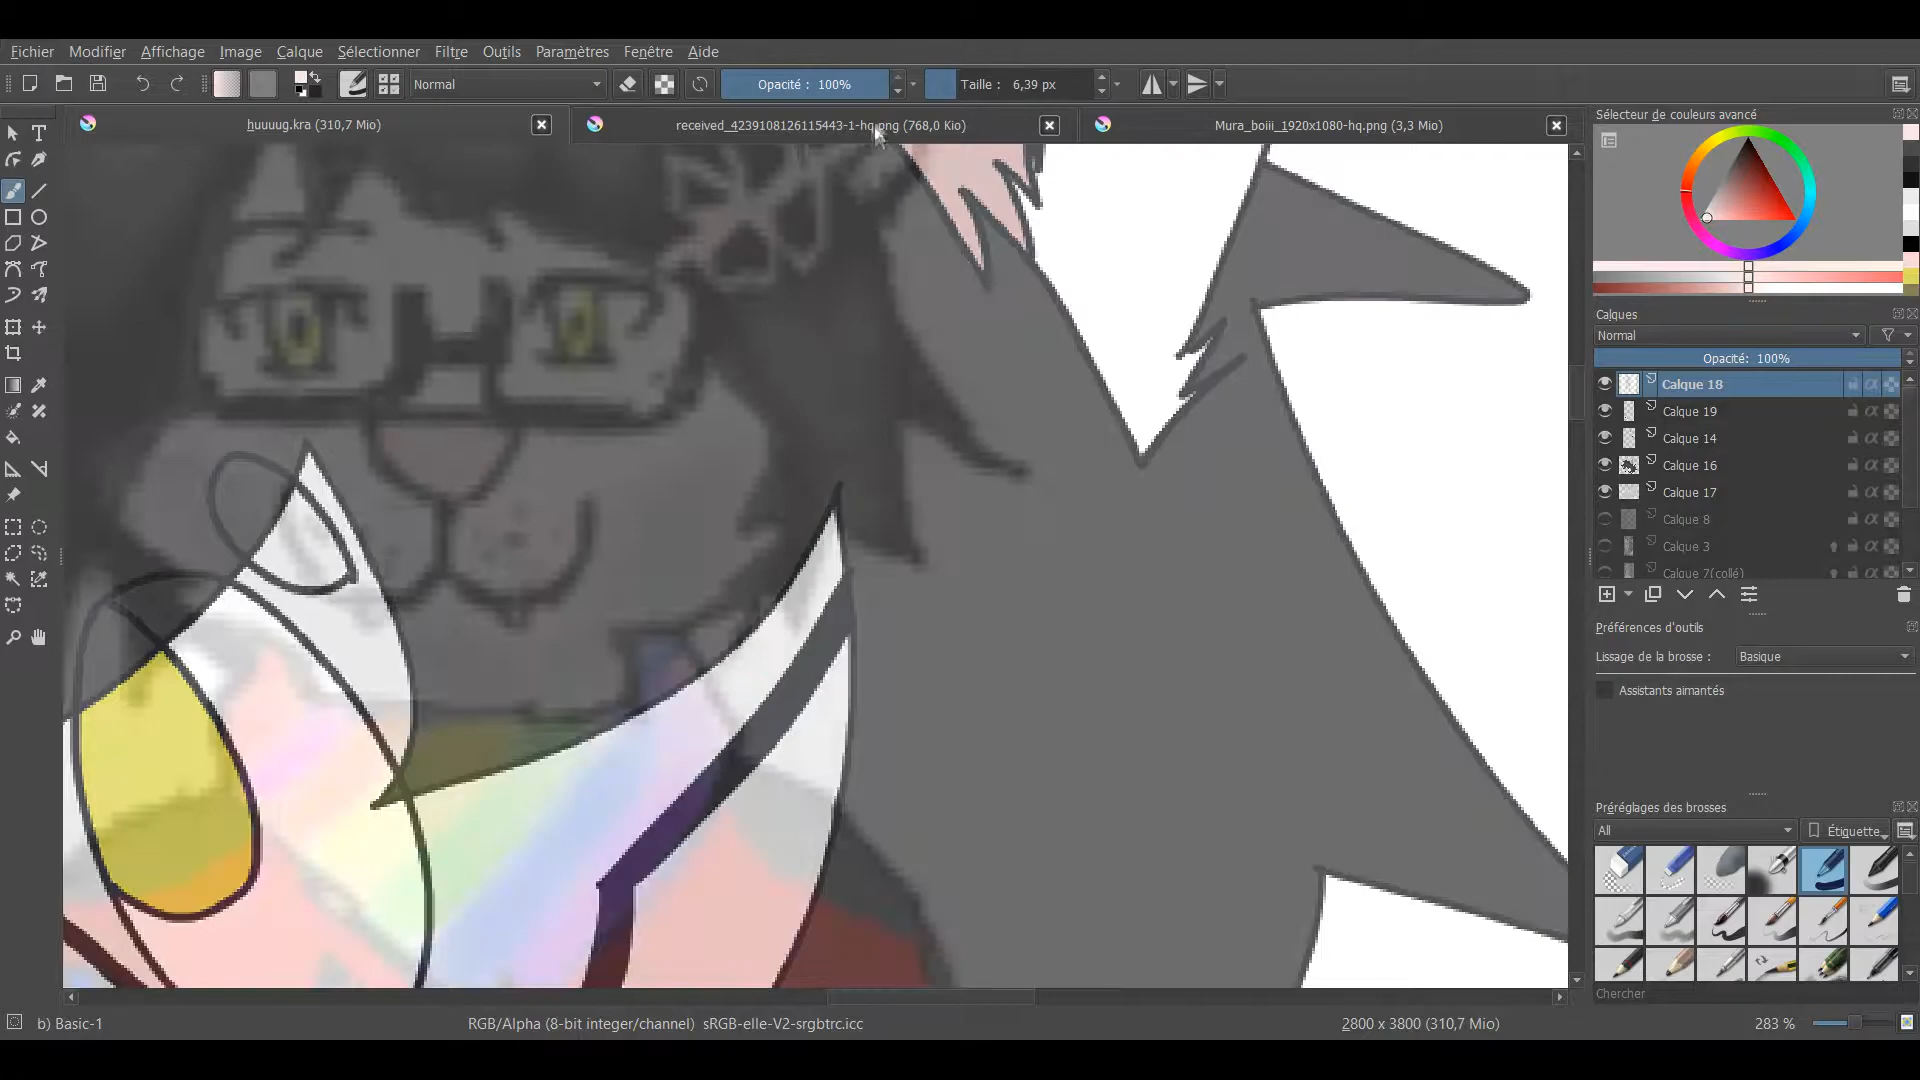 Fichier Modifier Affichage Image Calque Sélectionner Filtre Outils Paramètres Fenêtre Aide
Normal Opacité : 100% Taille : 6,39 px
huuuug.kra (310,7 Mio) received_4239108126115443-1-hq.png (768,0 Kio) Mura_boiii_1920x1080-hq.png (3,3 Mio)
Sélecteur de couleurs avancé
Calques
Normal
Opacité: 100%
Calque 18
Calque 19
Calque 14
Calque 16
Calque 17
Calque 8
Calque 3
Calque 7(collé)
Préférences d'outils
Lissage de la brosse : Basique
Assistants aimantés
Préréglages des brosses
All Étiquette
Chercher
b) Basic-1 RGB/Alpha (8-bit integer/channel) sRGB-elle-V2-srgbtrc.icc 2800 x 3800 (310,7 Mio) 283 %